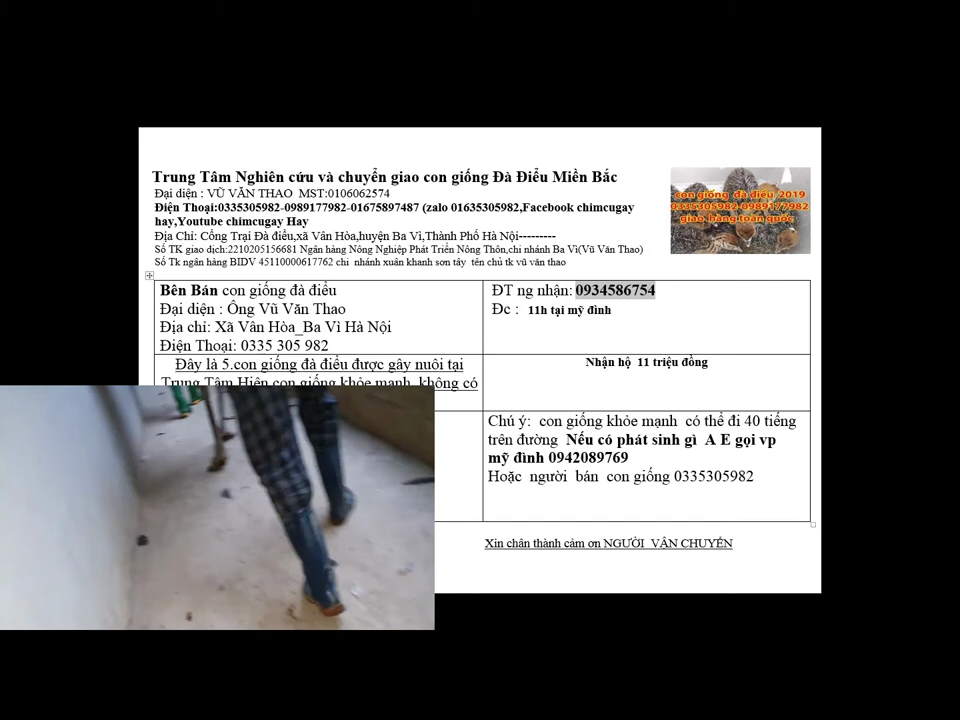 Trung Tâm Nghiên cứu và chuyển giao con giống Đà Điểu Miền Bắc
Đại diện : VŨ VĂN THAO MST:0106062574
Điện Thoại:0335305982-0989177982-01675897487 (zalo 01635305982,Facebook chimcugay
hay,Youtube chimcugay Hay
Địa Chỉ: Cổng Trại Đà điểu,xã Vân Hòa,huyện Ba Vì,Thành Phố Hà Nội---------
Số TK giao dịch:2210205156681 Ngân hàng Nông Nghiệp Phát Triển Nông Thôn,chi nhánh Ba Vì(Vũ Văn Thao)
Số Tk ngân hàng BIDV 45110000617762 chi nhánh xuân khanh sơn tây tên chủ tk vũ văn thao
con giống đà điểu 2019
0335305982-0989177982
giao hàng toàn quốc
Bên Bán con giống đà điểu
Đại diện : Ông Vũ Văn Thao
Địa chỉ: Xã Vân Hòa_Ba Vì Hà Nội
Điện Thoại: 0335 305 982
ĐT ng nhận: 0934586754
Đc : 11h tại mỹ đình
Đây là 5.con giống đà điểu được gây nuôi tại
Trung Tâm Hiện con giống khỏe mạnh không có
Nhận hộ 11 triệu đồng
Chú ý: con giống khỏe mạnh có thể đi 40 tiếng
trên đường Nếu có phát sinh gì A E gọi vp
mỹ đình 0942089769
Hoặc người bán con giống 0335305982
Xin chân thành cảm ơn NGƯỜI VẬN CHUYỂN